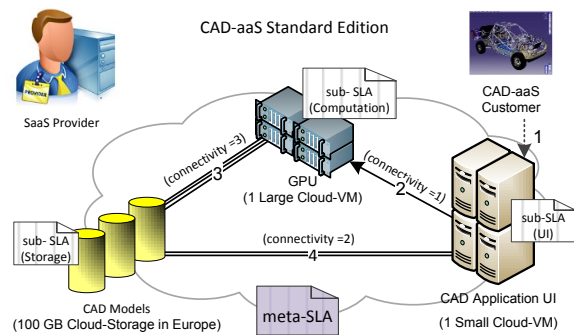 CAD-aaS Standard Edition
PROVIDER
SaaS Provider
sub- SLA
(Computation)
CAD-aaS
Customer
1
(connectivity =3)
3
GPU
(1 Large Cloud-VM)
(connectivity =1)
2
sub- SLA
(Storage)
sub-SLA
(UI)
(connectivity =2)
4
CAD Models
(100 GB Cloud-Storage in Europe)
meta-SLA
CAD Application UI
(1 Small Cloud-VM)